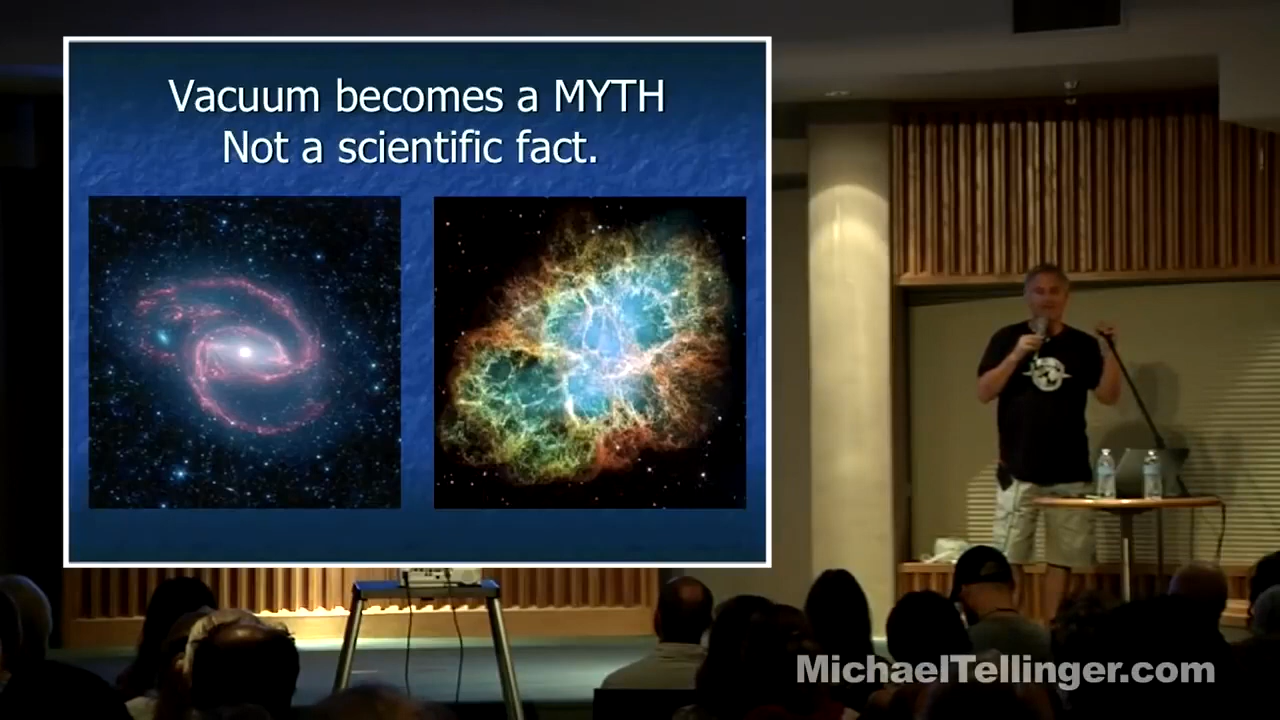 Vacuum becomes a MYTH
Not a scientific fact.
MichaelTellinger.com